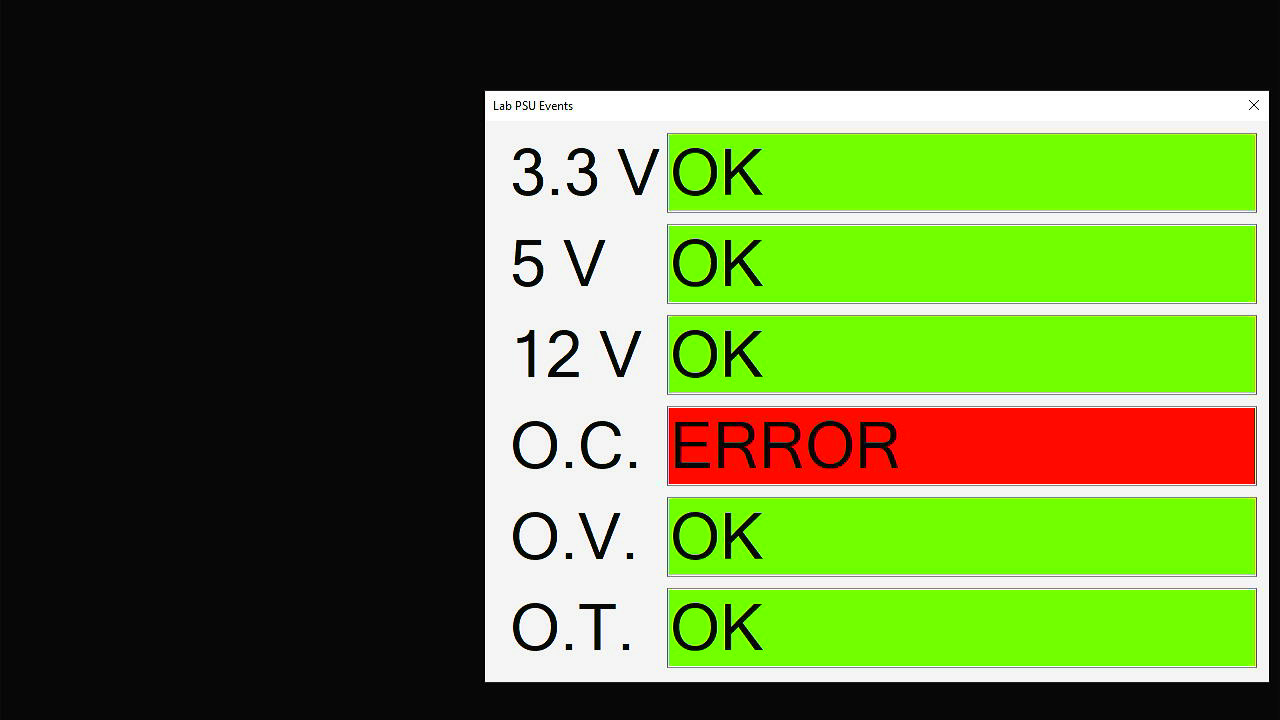 Lab PSU Events
3.3 V OK
5 V OK
12 V OK
O.C. ERROR
O.V. OK
O.T. OK